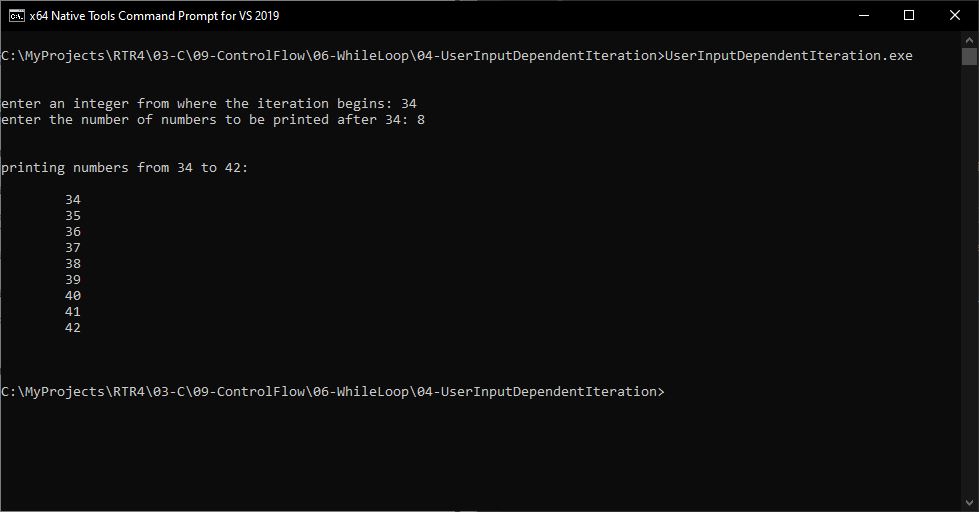 x64 Native Tools Command Prompt for VS 2019
C:\MyProjects\RTR4\03-C\09-ControlFlow\06-WhileLoop\04-UserInputDependentIteration>UserInputDependentIteration.exe
enter an integer from where the iteration begins: 34
enter the number of numbers to be printed after 34: 8
printing numbers from 34 to 42:
34
35
36
37
38
39
40
41
42
C:\MyProjects\RTR4\03-C\09-ControlFlow\06-WhileLoop\04-UserInputDependentIteration>